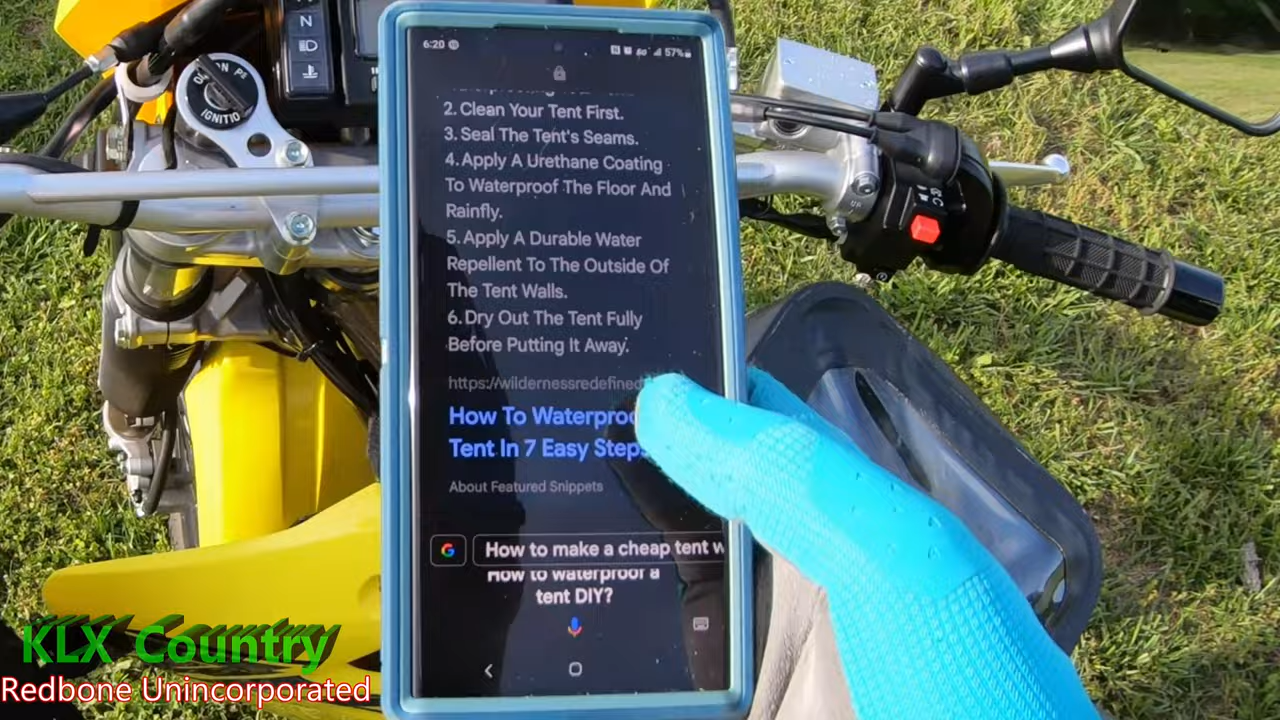 N
ON
IGNITIO
6:20
57%
2. Clean Your Tent First.
3. Seal The Tent's Seams.
4. Apply A Urethane Coating
To Waterproof The Floor And
Rainfly.
5. Apply A Durable Water
Repellent To The Outside Of
The Tent Walls.
6. Dry Out The Tent Fully
Before Putting It Away.
https://wildernessredefined
How To Waterproo
Tent In 7 Easy Steps
About Featured Snippets
G
How to make a cheap tent w
How to waterproof a
tent DIY?
KLX Country
Redbone Unincorporated